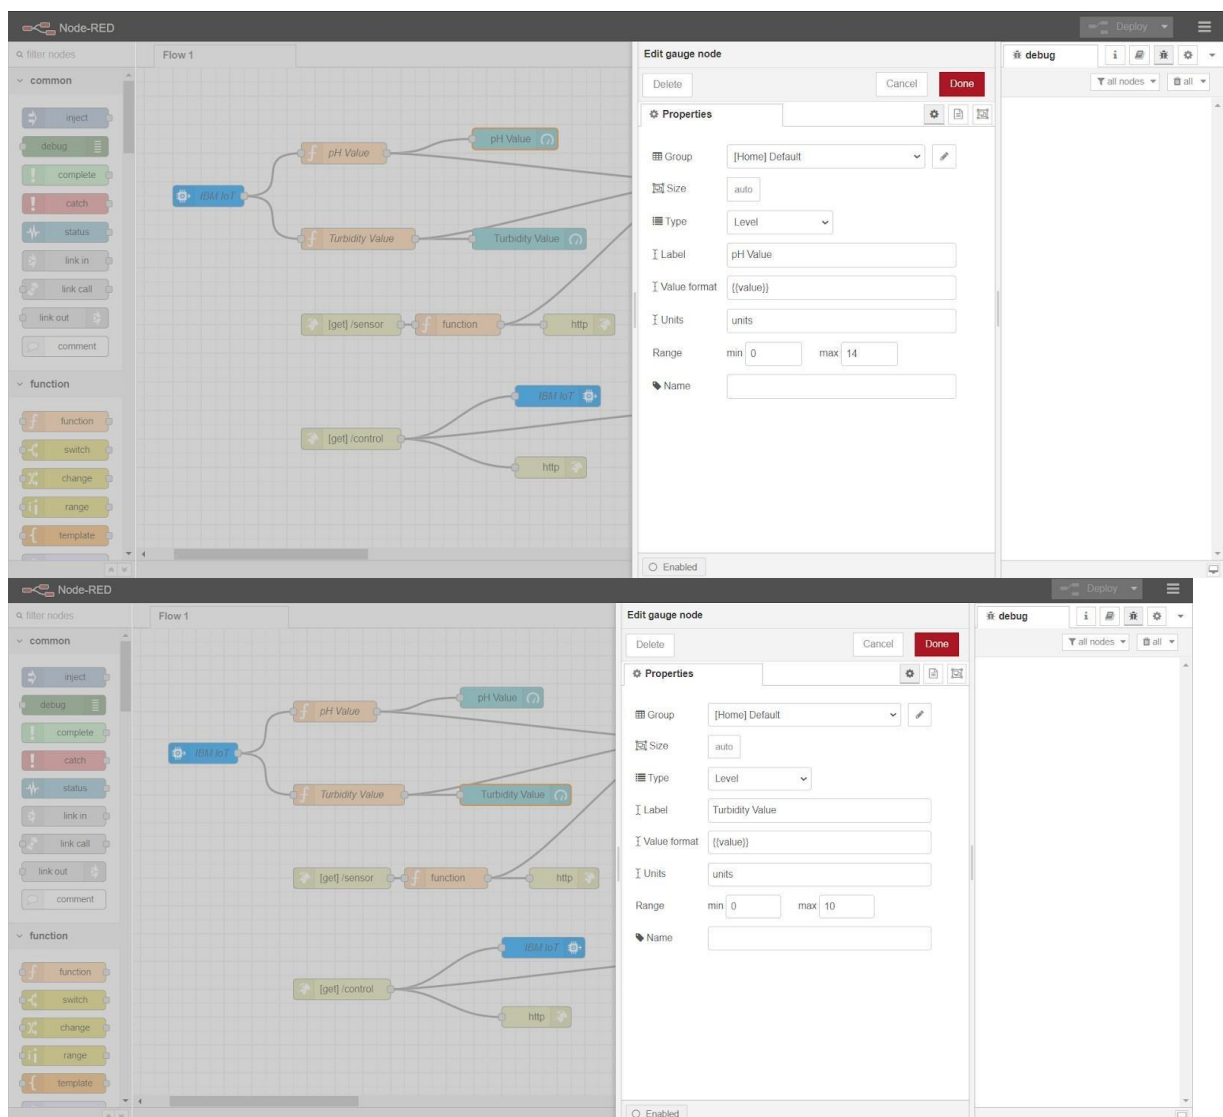 Node-RED
Deploy
filter nodes
Flow 1
Edit gauge node
debug
common
Delete
Cancel
Done
all nodes
all
inject
debug
complete
catch
status
link in
link call
link out
comment
function
function
switch
change
range
template
IBM IoT
pH Value
pH Value
Turbidity Value
Turbidity Value
[get] /sensor
function
http
IBM IoT
[get] /control
http
Properties
Group
[Home] Default
Size
auto
Type
Level
Label
pH Value
Value format
{{value}}
Units
units
Range
min 0
max 14
Name
Enabled
Node-RED
Deploy
filter nodes
Flow 1
Edit gauge node
debug
common
Delete
Cancel
Done
all nodes
all
inject
debug
complete
catch
status
link in
link call
link out
comment
function
function
switch
change
range
template
IBM IoT
pH Value
pH Value
Turbidity Value
Turbidity Value
[get] /sensor
function
http
IBM IoT
[get] /control
http
Properties
Group
[Home] Default
Size
auto
Type
Level
Label
Turbidity Value
Value format
{{value}}
Units
units
Range
min 0
max 10
Name
Enabled